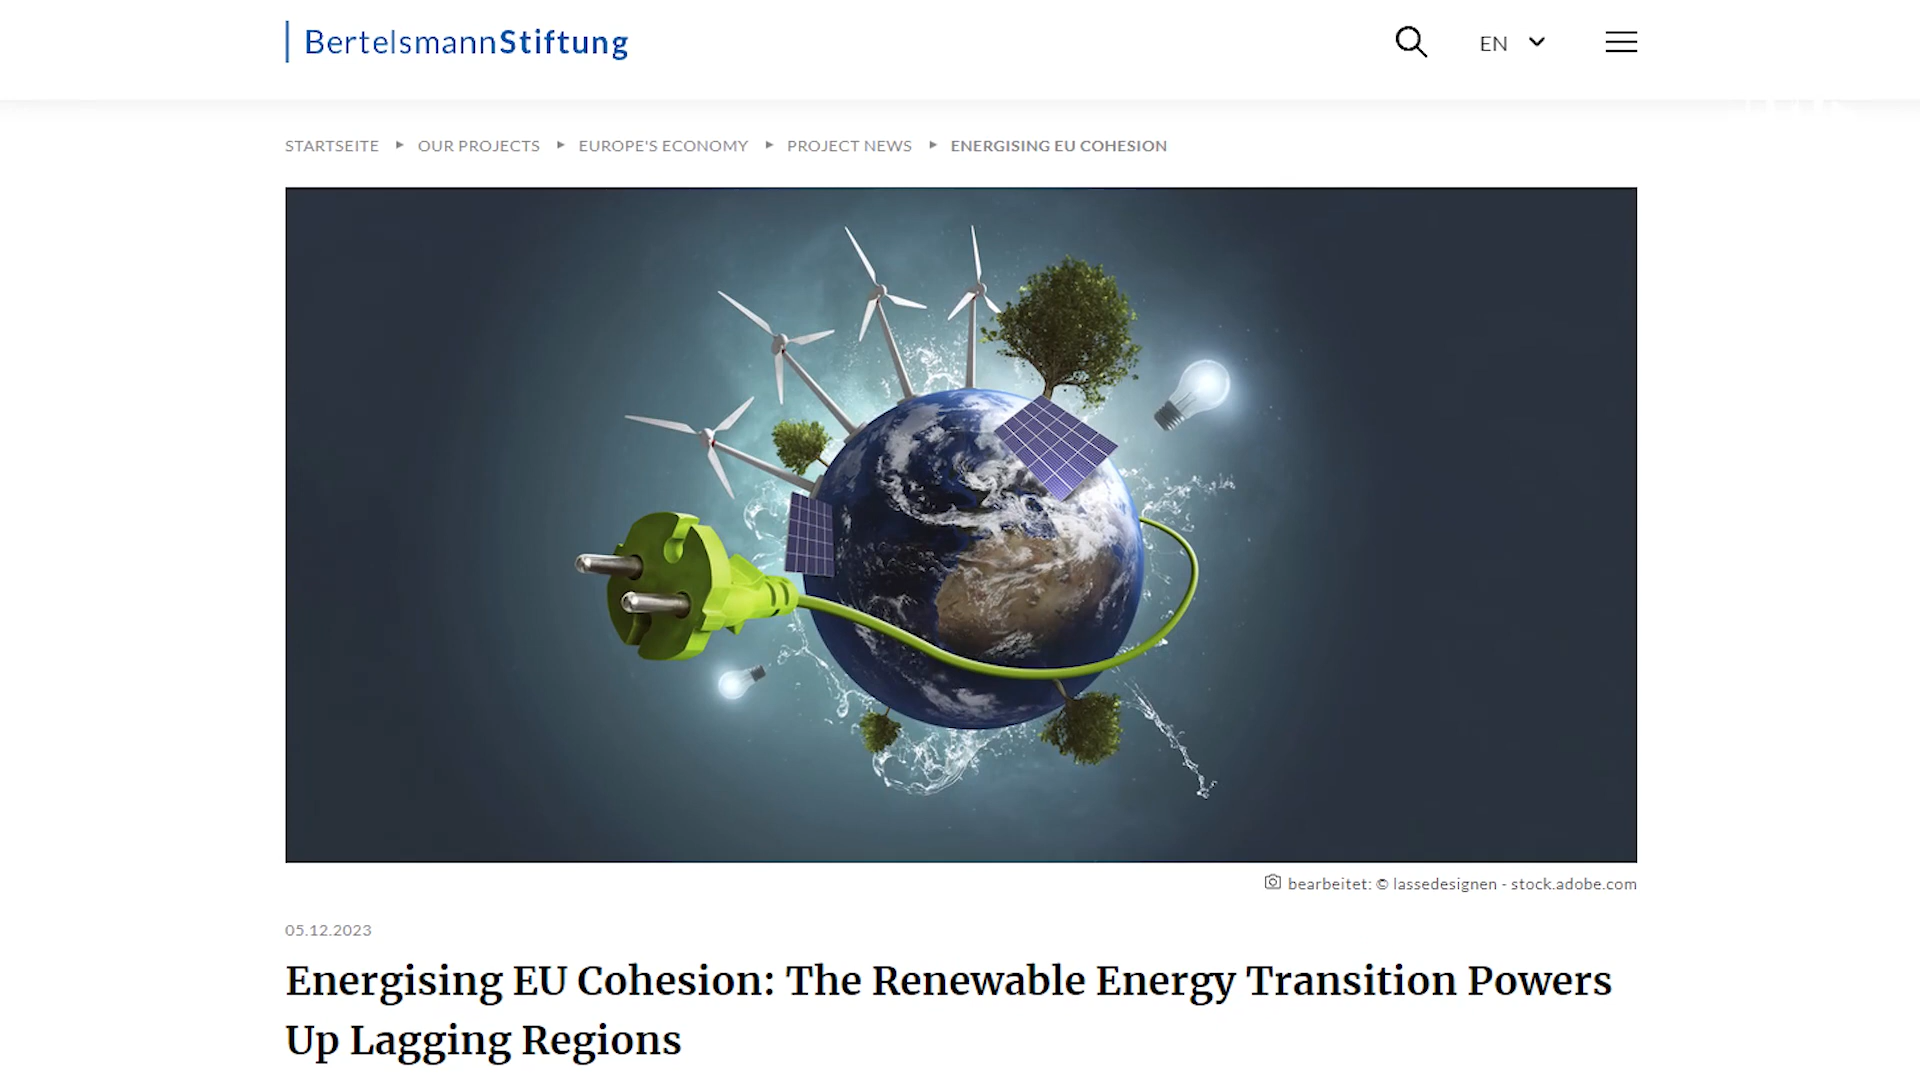 BertelsmannStiftung
EN
STARTSEITE ▸ OUR PROJECTS ▸ EUROPE'S ECONOMY ▸ PROJECT NEWS ▸ ENERGISING EU COHESION
bearbeitet: © lassedesignen - stock.adobe.com
05.12.2023
Energising EU Cohesion: The Renewable Energy Transition Powers
Up Lagging Regions